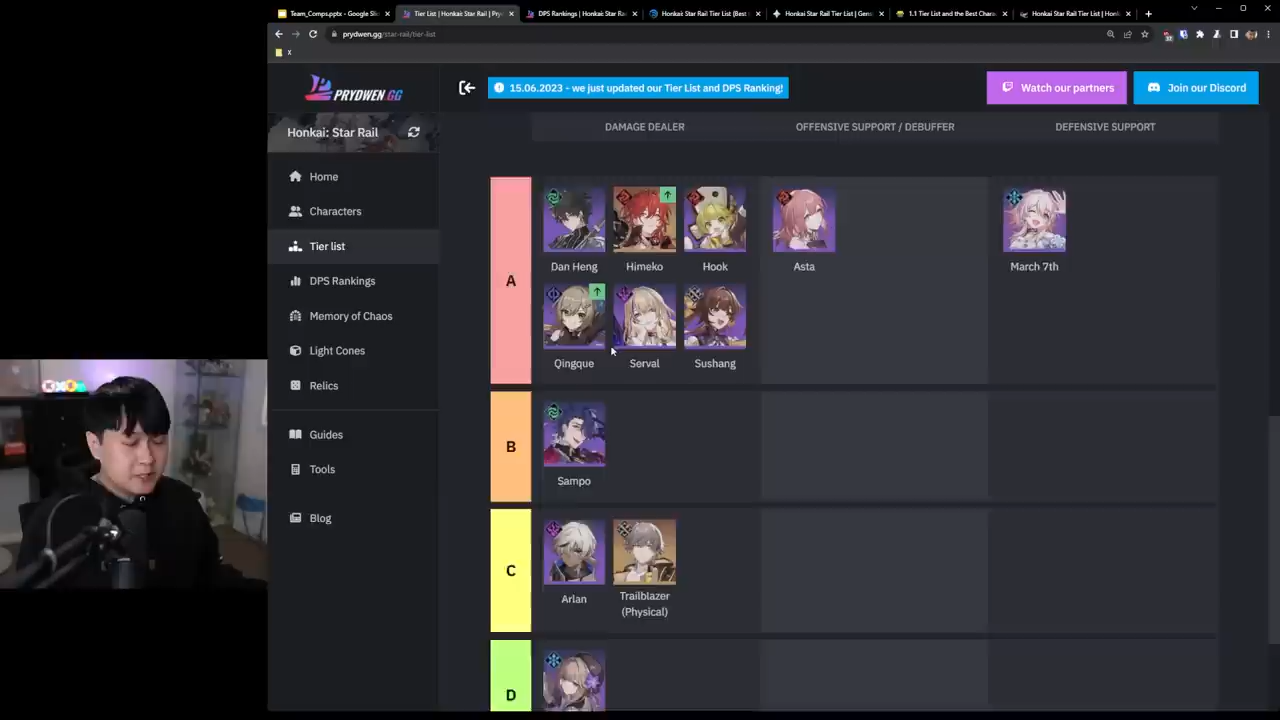 Team_Comps.pptx - Google Sli
Tier List | Honkai: Star Rail | Pry
DPS Rankings | Honkai: Star Rai
Honkai: Star Rail Tier List (Best
Honkai Star Rail Tier List | Gens
1.1 Tier List and the Best Chara
Honkai Star Rail Tier List | Honk
prydwen.gg/star-rail/tier-list
x
PRYDWEN GG
15.06.2023 - we just updated our Tier List and DPS Ranking!
Watch our partners
Join our Discord
Honkai: Star Rail
DAMAGE DEALER
OFFENSIVE SUPPORT / DEBUFFER
DEFENSIVE SUPPORT
Home
Characters
Tier list
DPS Rankings
Memory of Chaos
Light Cones
Relics
Guides
Tools
Blog
A
Dan Heng
Himeko
Hook
Asta
March 7th
Qingque
Serval
Sushang
B
Sampo
C
Arlan
Trailblazer
(Physical)
D